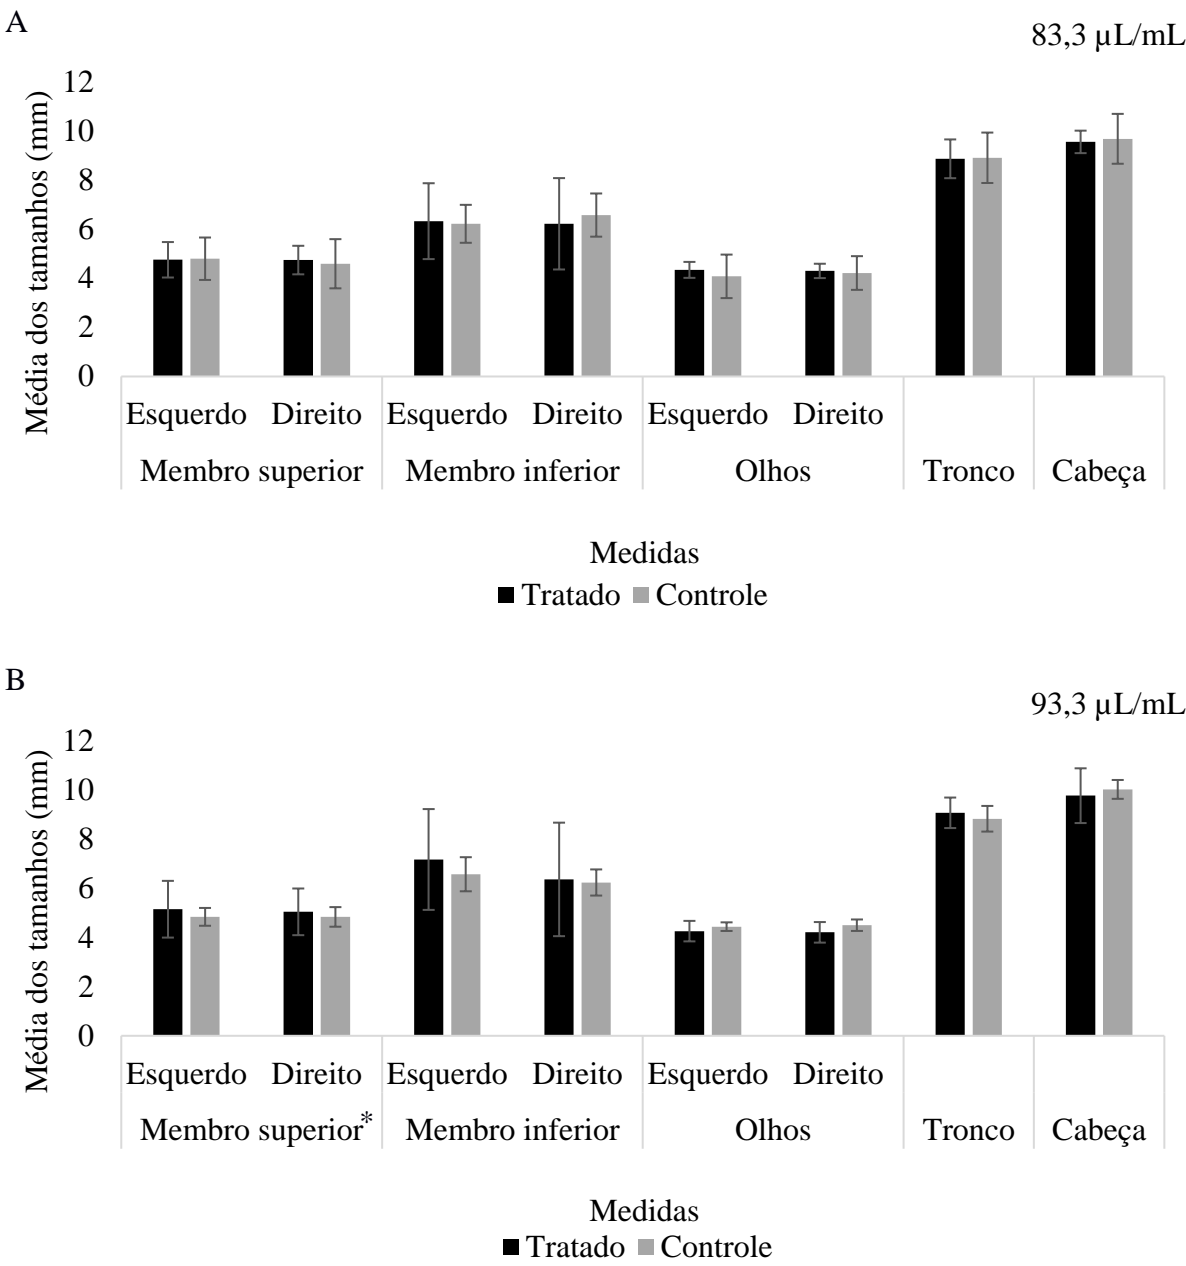 A
83,3 µL/mL
Média dos tamanhos (mm)
12
10
8
6
4
2
0
Esquerdo Direito Esquerdo Direito Esquerdo Direito
Membro superior Membro inferior Olhos Tronco Cabeça
Medidas
Tratado Controle
B
93,3 µL/mL
Média dos tamanhos (mm)
12
10
8
6
4
2
0
Esquerdo Direito Esquerdo Direito Esquerdo Direito
Membro superior* Membro inferior Olhos Tronco Cabeça
Medidas
Tratado Controle